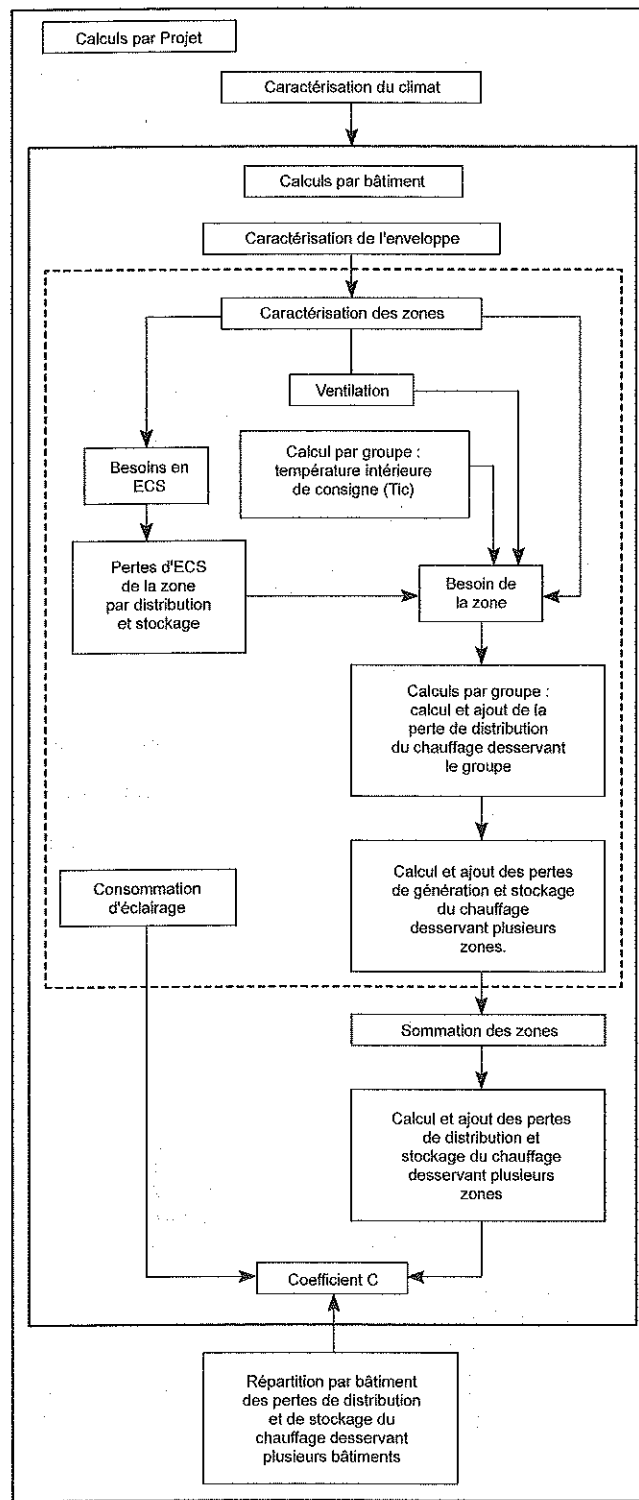 Calculs par Projet
Caractérisation du climat
Calculs par bâtiment
Caractérisation de l'enveloppe
Caractérisation des zones
Ventilation
Calcul par groupe :
température intérieure
de consigne (Tic)
Besoins en
ECS
Pertes d'ECS
de la zone
par distribution
et stockage
Besoin de
la zone
Calculs par groupe :
calcul et ajout de la
perte de distribution
du chauffage desservant
le groupe
Consommation
d'éclairage
Calcul et ajout des pertes
de génération et stockage
du chauffage
desservant plusieurs
zones.
Sommation des zones
Calcul et ajout des pertes
de distribution et
stockage du chauffage
desservant plusieurs
zones
Coefficient C
Répartition par bâtiment
des pertes de distribution
et de stockage du
chauffage desservant
plusieurs bâtiments